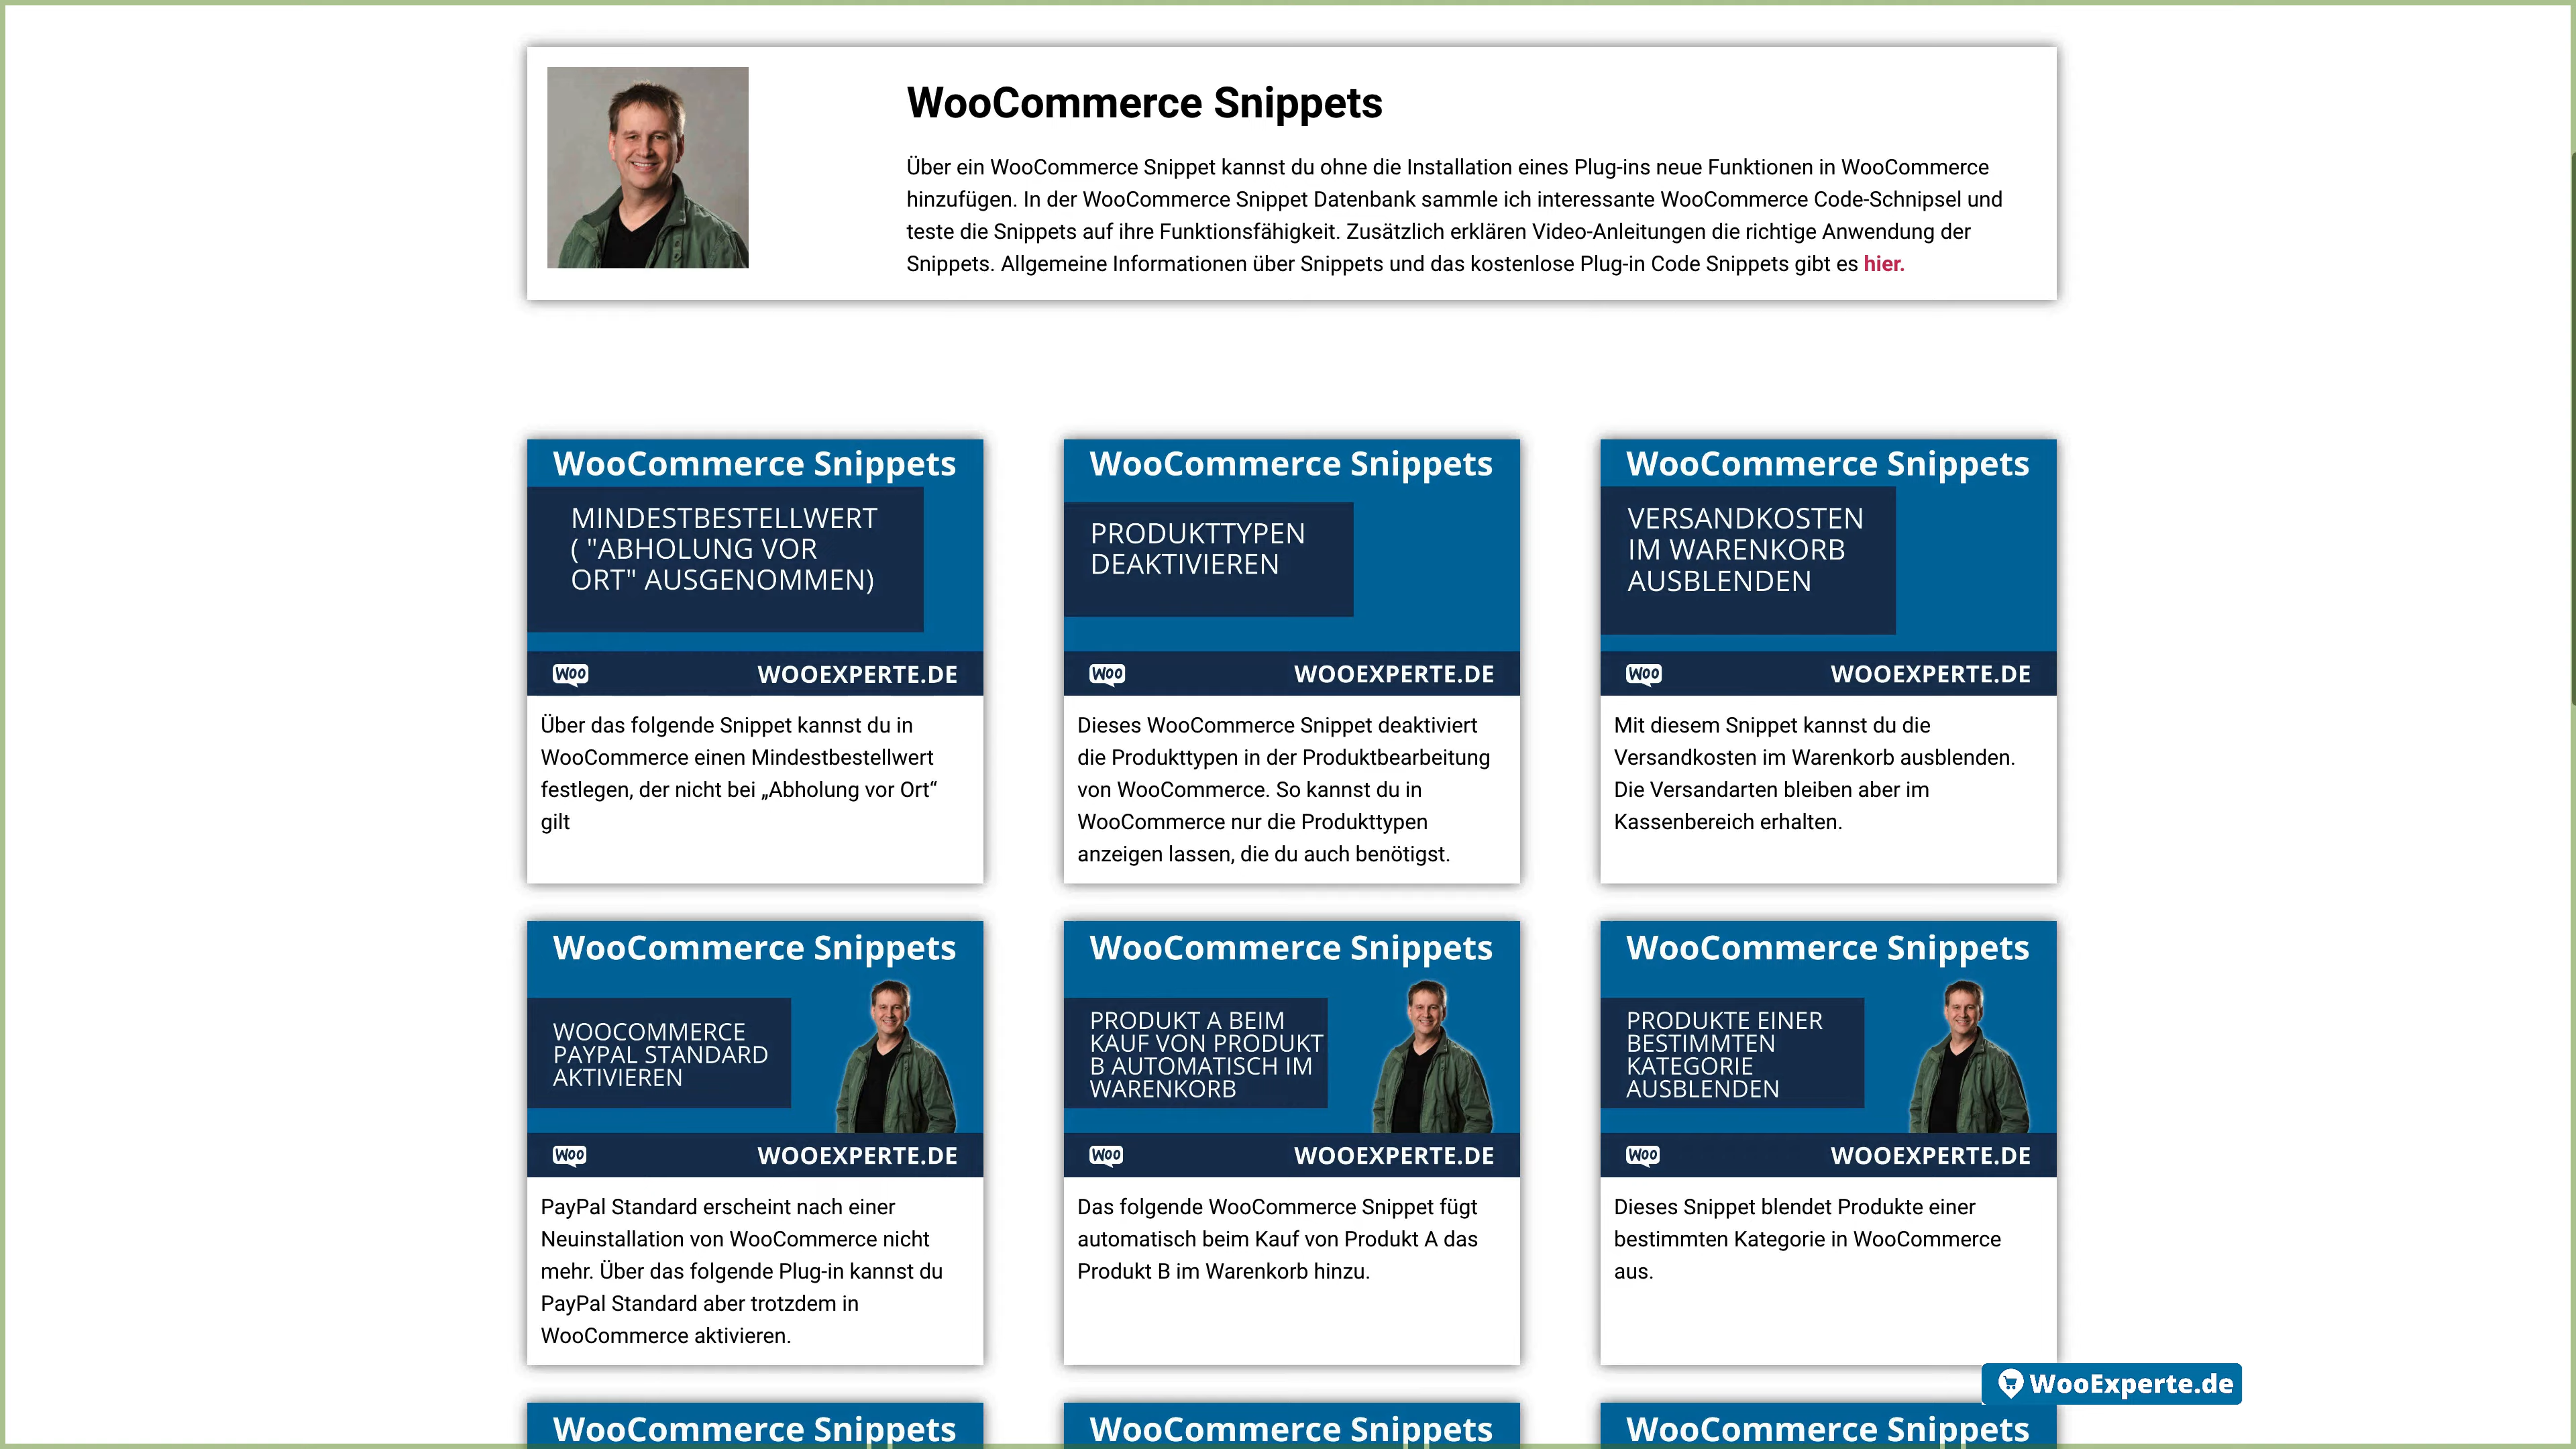 WooCommerce Snippets
Über ein WooCommerce Snippet kannst du ohne die Installation eines Plug-ins neue Funktionen in WooCommerce
hinzufügen. In der WooCommerce Snippet Datenbank sammle ich interessante WooCommerce Code-Schnipsel und
teste die Snippets auf ihre Funktionsfähigkeit. Zusätzlich erklären Video-Anleitungen die richtige Anwendung der
Snippets. Allgemeine Informationen über Snippets und das kostenlose Plug-in Code Snippets gibt es hier.
WooCommerce Snippets
MINDESTBESTELLWERT
( "ABHOLUNG VOR
ORT" AUSGENOMMEN)
Woo
WOOEXPERTE.DE
Über das folgende Snippet kannst du in
WooCommerce einen Mindestbestellwert
festlegen, der nicht bei „Abholung vor Ort“
gilt
WooCommerce Snippets
PRODUKTTYPEN
DEAKTIVIEREN
Woo
WOOEXPERTE.DE
Dieses WooCommerce Snippet deaktiviert
die Produkttypen in der Produktbearbeitung
von WooCommerce. So kannst du in
WooCommerce nur die Produkttypen
anzeigen lassen, die du auch benötigst.
WooCommerce Snippets
VERSANDKOSTEN
IM WARENKORB
AUSBLENDEN
Woo
WOOEXPERTE.DE
Mit diesem Snippet kannst du die
Versandkosten im Warenkorb ausblenden.
Die Versandarten bleiben aber im
Kassenbereich erhalten.
WooCommerce Snippets
WOOCOMMERCE
PAYPAL STANDARD
AKTIVIEREN
Woo
WOOEXPERTE.DE
PayPal Standard erscheint nach einer
Neuinstallation von WooCommerce nicht
mehr. Über das folgende Plug-in kannst du
PayPal Standard aber trotzdem in
WooCommerce aktivieren.
WooCommerce Snippets
PRODUKT A BEIM
KAUF VON PRODUKT
B AUTOMATISCH IM
WARENKORB
Woo
WOOEXPERTE.DE
Das folgende WooCommerce Snippet fügt
automatisch beim Kauf von Produkt A das
Produkt B im Warenkorb hinzu.
WooCommerce Snippets
PRODUKTE EINER
BESTIMMTEN
KATEGORIE
AUSBLENDEN
Woo
WOOEXPERTE.DE
Dieses Snippet blendet Produkte einer
bestimmten Kategorie in WooCommerce
aus.
WooExperte.de
WooCommerce Snippets
WooCommerce Snippets
WooCommerce Snippets